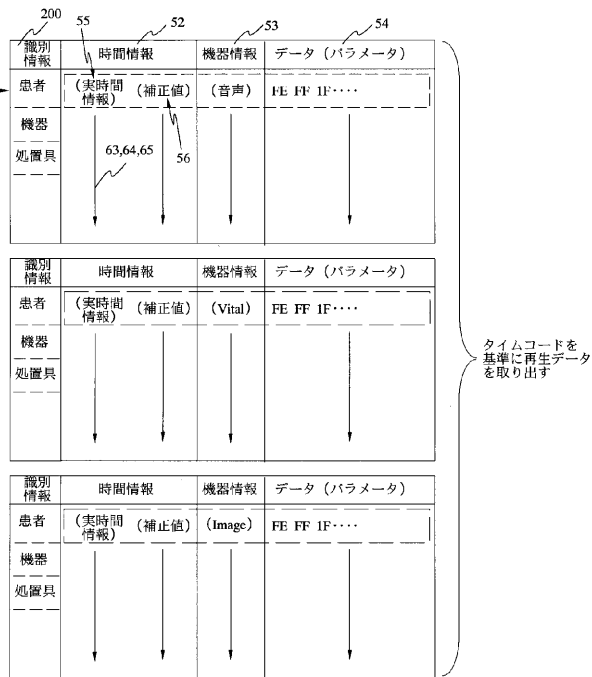 200
55
52
53
54
識別
情報
時間情報
機器情報
データ（パラメータ）
患者
（実時間
情報）
（補正値）
（音声）
FE FF 1F‥‥
機器
処置具
63,64,65
56
識別
情報
時間情報
機器情報
データ（パラメータ）
患者
（実時間
情報）
（補正値）
（Vital）
FE FF 1F‥‥
機器
処置具
タイムコードを
基準に再生データ
を取り出す
識別
情報
時間情報
機器情報
データ（パラメータ）
患者
（実時間
情報）
（補正値）
（Image）
FE FF 1F‥‥
機器
処置具